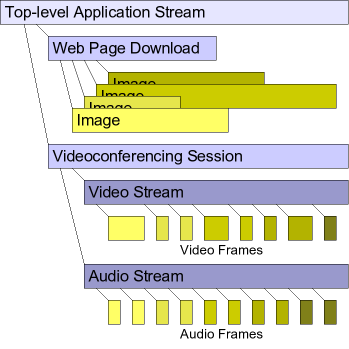 Top-level Application Stream
Web Page Download
Image
Image
Image
Image
Videoconferencing Session
Video Stream
Video Frames
Audio Stream
Audio Frames